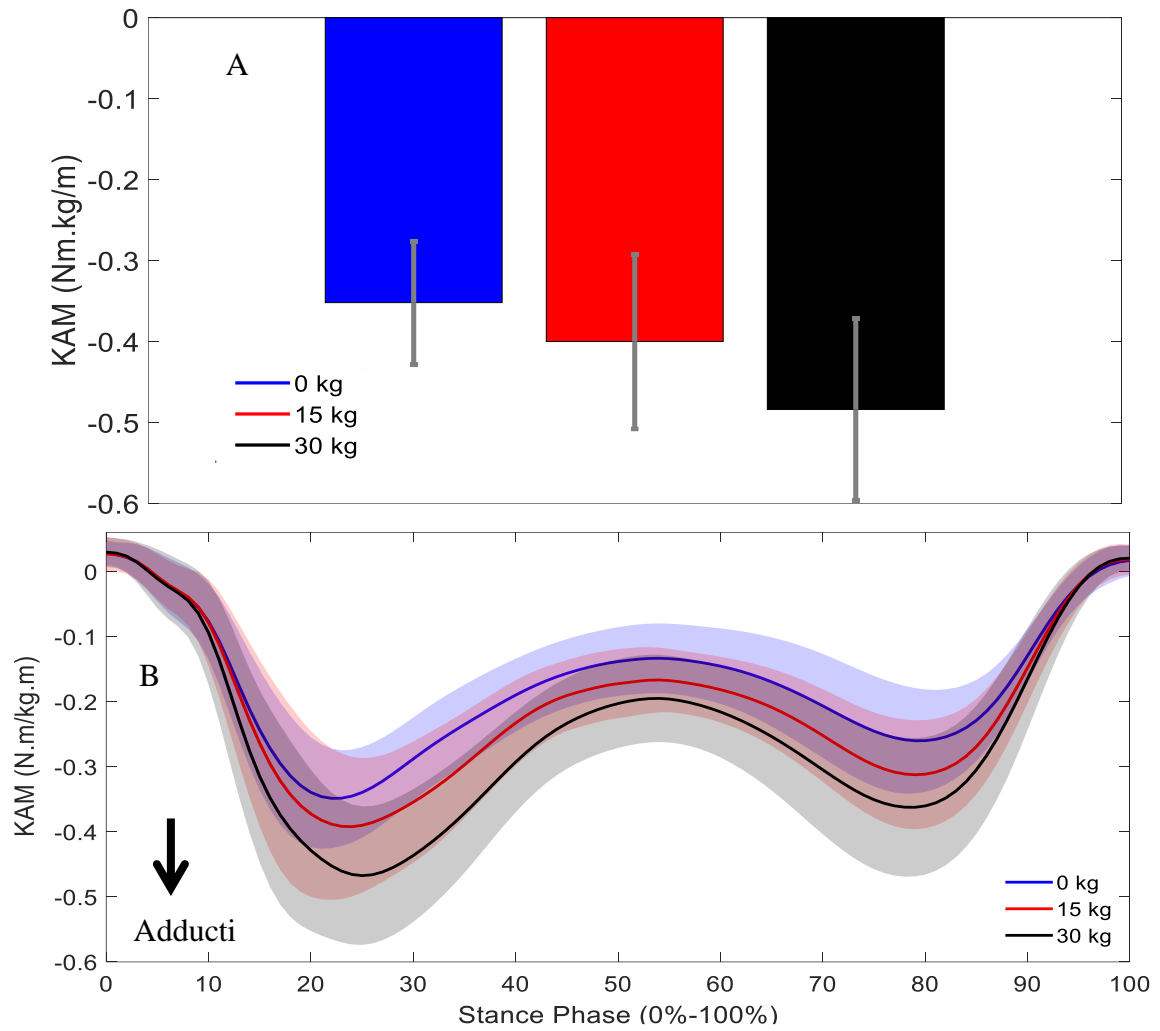 0
A
-0.1
-0.2
-0.3
-0.4
-0.5
-0.6
KAM (Nm.kg/m)
0 kg
15 kg
30 kg
0
-0.1
-0.2
-0.3
-0.4
-0.5
-0.6
KAM (N.m/kg.m)
B
Adducti
0 kg
15 kg
30 kg
0 10 20 30 40 50 60 70 80 90 100
Stance Phase (0%-100%)